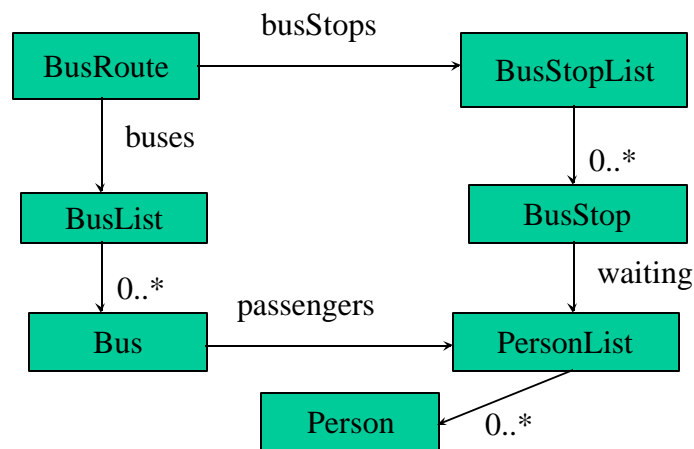 busStops
BusRoute
BusStopList
buses
0..*
BusList
BusStop
0..*
waiting
passengers
Bus
PersonList
Person
0..*